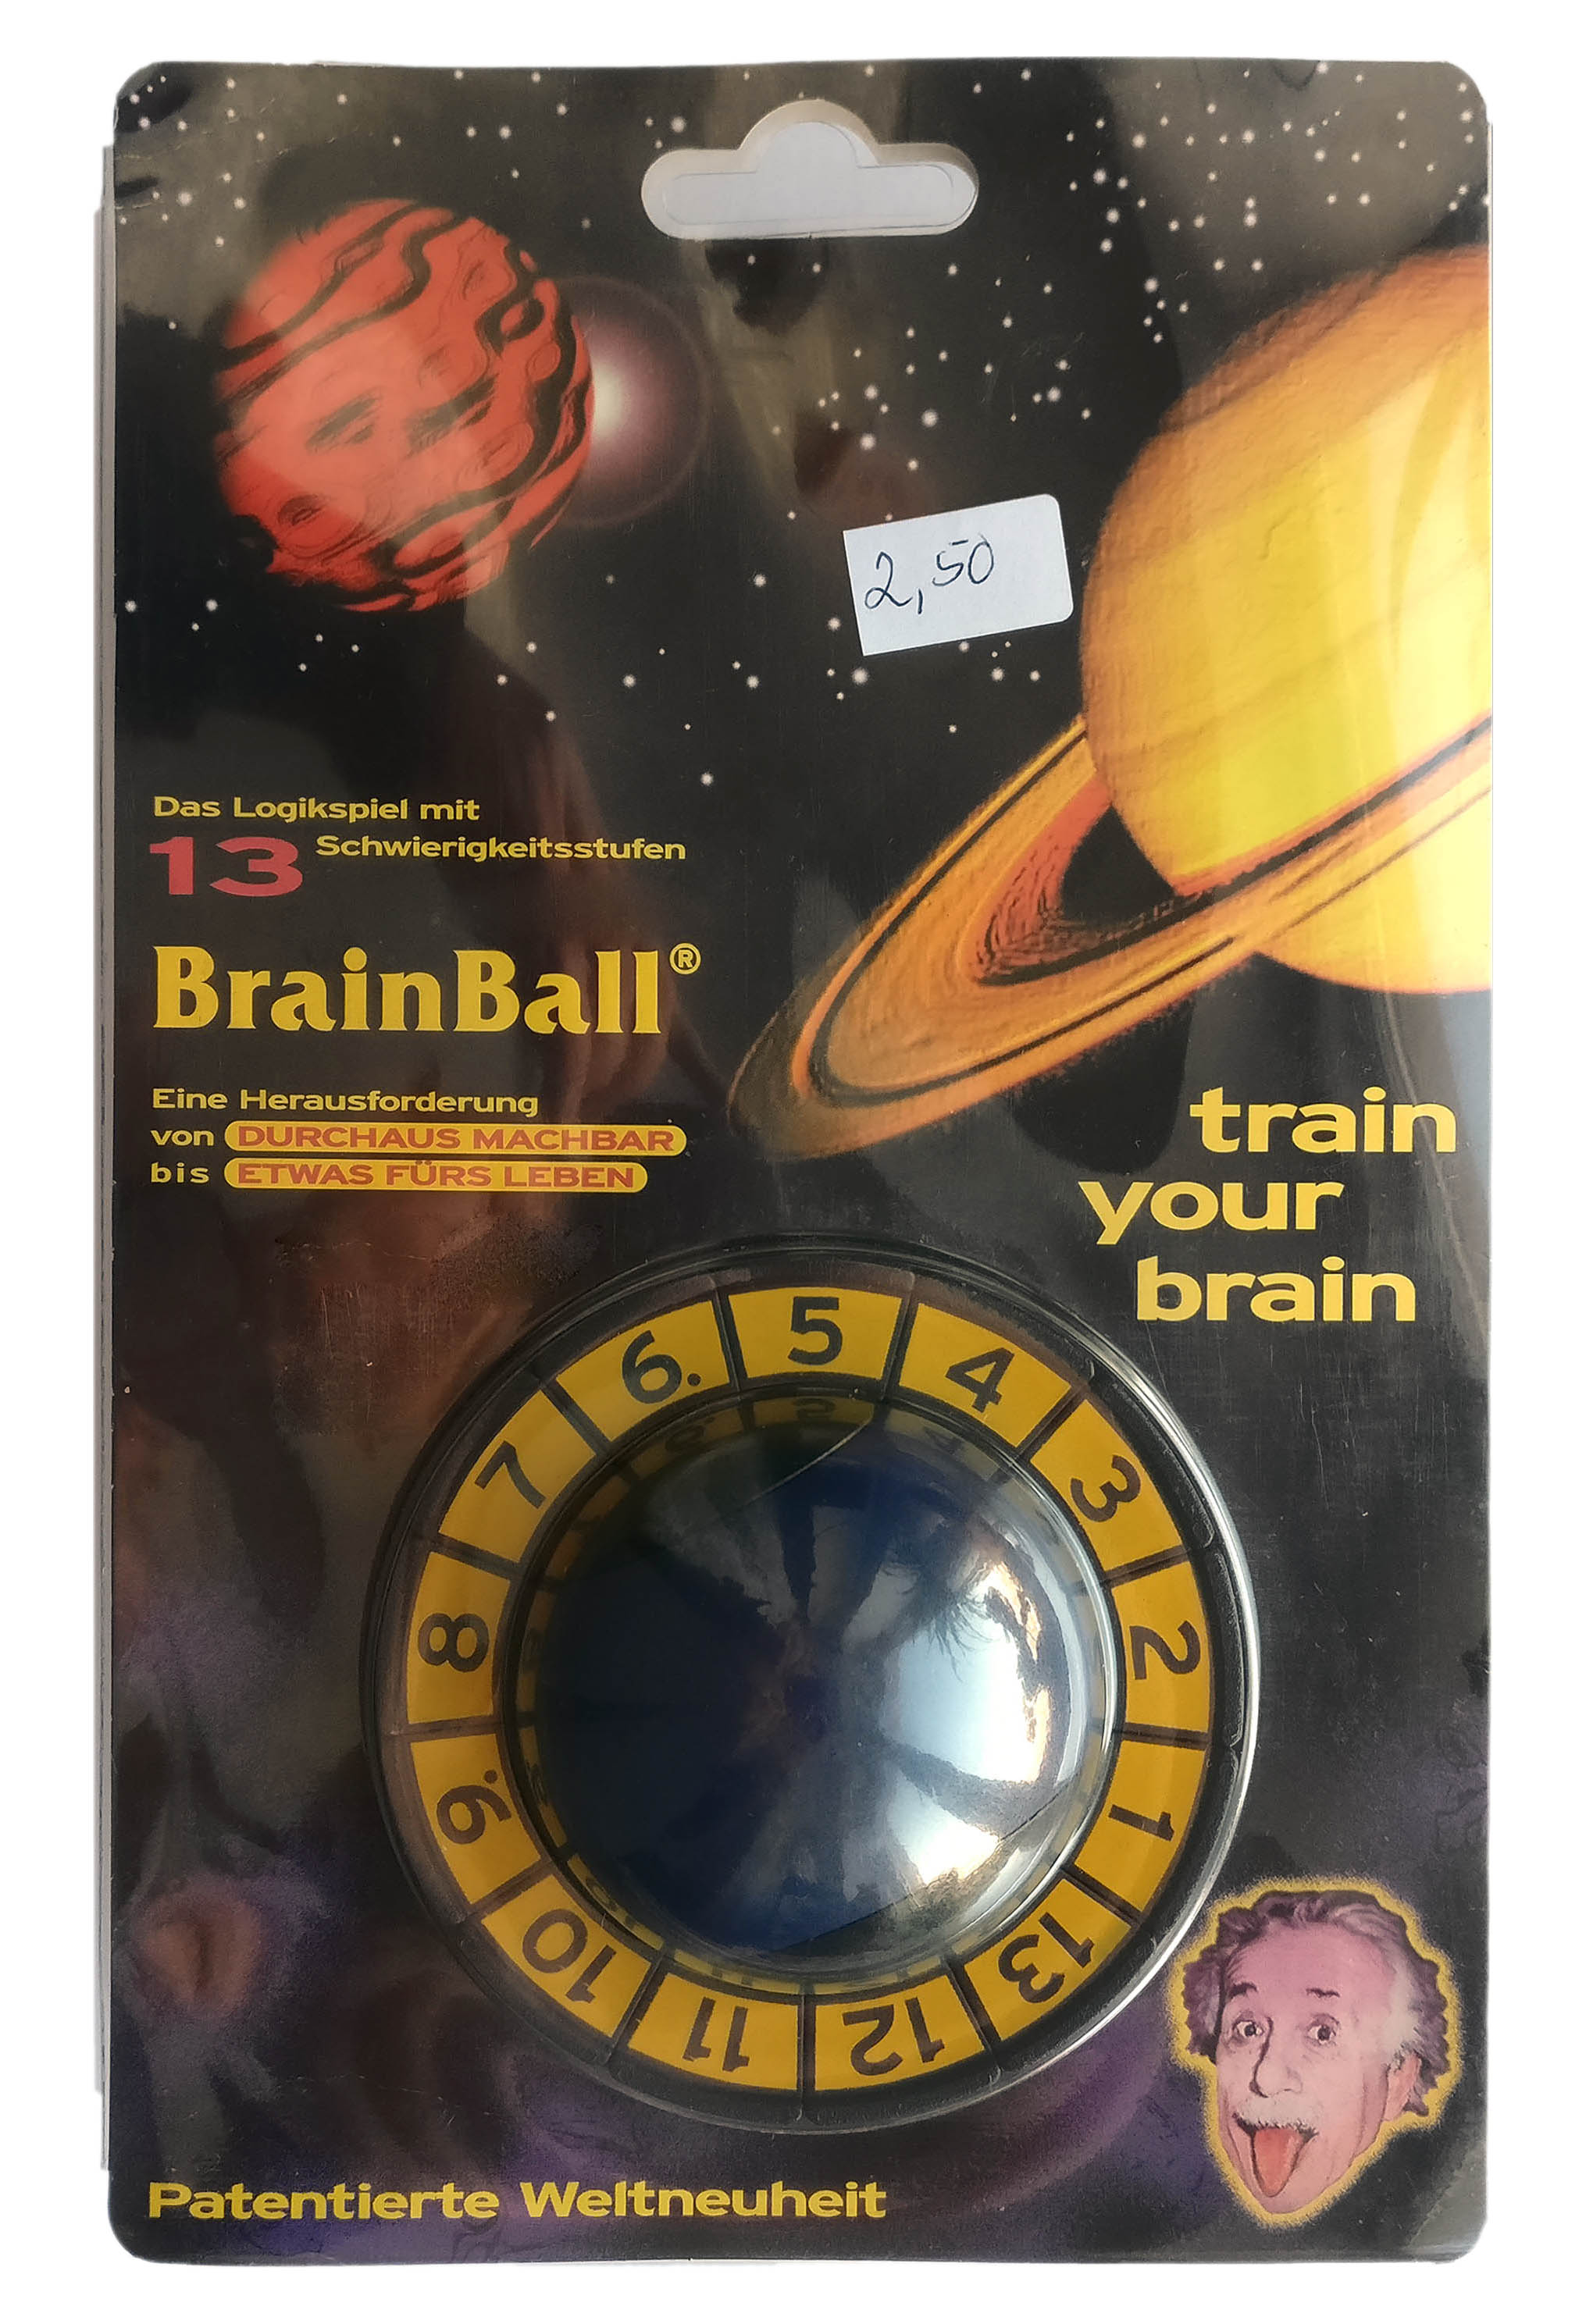 2,50
Das Logikspiel mit
13 Schwierigkeitsstufen
BrainBall®
Eine Herausforderung
von DURCHAUS MACHBAR
bis ETWAS FÜRS LEBEN
train
your
brain
5
4
3
2
1
13
12
11
10
9.
8
7
6.
Patentierte Weltneuheit